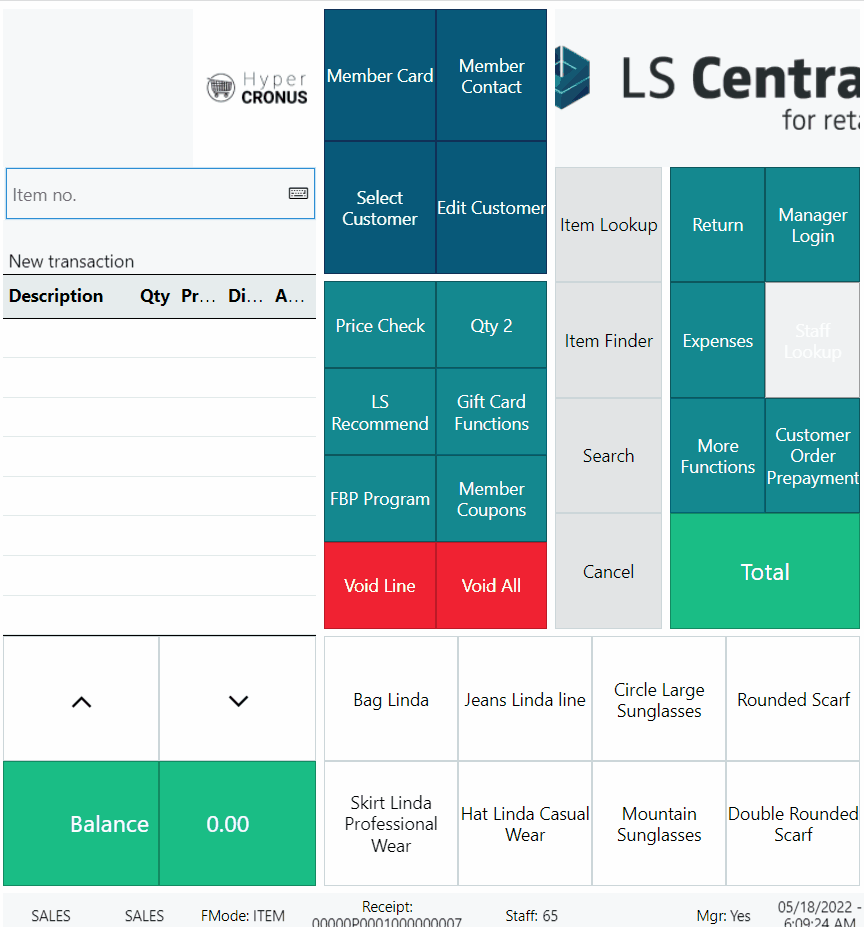 Hyper
CRONUS
Member Card
Member
Contact
LS Centra
for reta
Item no.
Select
Customer
Edit Customer
Item Lookup
Return
Manager
Login
New transaction
Description Qty Pr... Di... A...
Price Check
Qty 2
Item Finder
Expenses
Staff
Lookup
LS
Recommend
Gift Card
Functions
Search
More
Functions
Customer
Order
Prepayment
FBP Program
Member
Coupons
Void Line
Void All
Cancel
Total
Bag Linda
Jeans Linda line
Circle Large
Sunglasses
Rounded Scarf
Balance 0.00
Skirt Linda
Professional
Wear
Hat Linda Casual
Wear
Mountain
Sunglasses
Double Rounded
Scarf
SALES
SALES
FMode: ITEM
Receipt:
00000P0001000000007
Staff: 65
Mgr: Yes
05/18/2022 -
6:09:24 AM